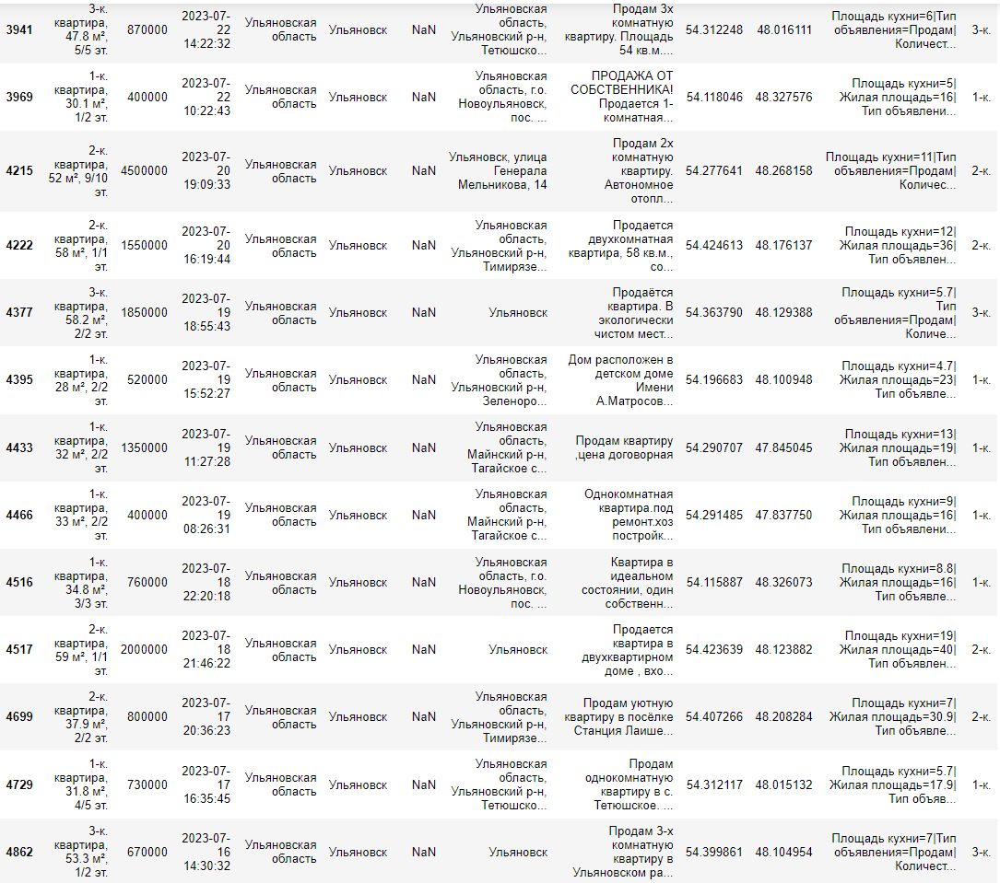 3941 3-к. квартира, 47.8 м², 5/5 эт. 870000 2023-07-22 14:22:32 Ульяновская область Ульяновск NaN Ульяновская область, Ульяновский р-н, Тетюшско... Продам 3х комнатную квартиру. Площадь 54 кв.м.... 54.312248 48.016111 Площадь кухни=6|Тип объявления=Продам|Количест... 3-к.
3969 1-к. квартира, 30.1 м², 1/2 эт. 400000 2023-07-22 10:22:43 Ульяновская область Ульяновск NaN Ульяновская область, г.о. Новоульяновск, пос. ... ПРОДАЖА ОТ СОБСТВЕННИКА! Продается 1-комнатная... 54.118046 48.327576 Площадь кухни=5|Жилая площадь=16|Тип объявлени... 1-к.
4215 2-к. квартира, 52 м², 9/10 эт. 4500000 2023-07-20 19:09:33 Ульяновская область Ульяновск NaN Ульяновск, улица Генерала Мельникова, 14 Продам 2х комнатную квартиру. Автономное отопл... 54.277641 48.268158 Площадь кухни=11|Тип объявления=Продам|Количес... 2-к.
4222 2-к. квартира, 58 м², 1/1 эт. 1550000 2023-07-20 16:19:44 Ульяновская область Ульяновск NaN Ульяновская область, Ульяновский р-н, Тимирязе... Продается двухкомнатная квартира, 58 кв.м., со... 54.424613 48.176137 Площадь кухни=12|Жилая площадь=36|Тип объявлен... 2-к.
4377 3-к. квартира, 58.2 м², 2/2 эт. 1850000 2023-07-19 18:55:43 Ульяновская область Ульяновск NaN Ульяновск Продаётся квартира. В экологически чистом мест... 54.363790 48.129388 Площадь кухни=5.7|Тип объявления=Продам|Количе... 3-к.
4395 1-к. квартира, 28 м², 2/2 эт. 520000 2023-07-19 15:52:27 Ульяновская область Ульяновск NaN Ульяновская область, Ульяновский р-н, Зеленоро... Дом расположен в детском доме Имени А.Матросов... 54.196683 48.100948 Площадь кухни=4.7|Жилая площадь=23|Тип объявле... 1-к.
4433 1-к. квартира, 32 м², 2/2 эт. 1350000 2023-07-19 11:27:28 Ульяновская область Ульяновск NaN Ульяновская область, Майнский р-н, Тагайское с... Продам квартиру ,цена договорная 54.290707 47.845045 Площадь кухни=13|Жилая площадь=19|Тип объявлен... 1-к.
4466 1-к. квартира, 33 м², 2/2 эт. 400000 2023-07-19 08:26:31 Ульяновская область Ульяновск NaN Ульяновская область, Майнский р-н, Тагайское с... Однокомнатная квартира.под ремонт.хоз постройк... 54.291485 47.837750 Площадь кухни=9|Жилая площадь=16|Тип объявлени... 1-к.
4516 1-к. квартира, 34.8 м², 3/3 эт. 760000 2023-07-18 22:20:18 Ульяновская область Ульяновск NaN Ульяновская область, г.о. Новоульяновск, пос. ... Квартира в идеальном состоянии, один собственн... 54.115887 48.326073 Площадь кухни=8.8|Жилая площадь=16|Тип объявле... 1-к.
4517 2-к. квартира, 59 м², 1/1 эт. 2000000 2023-07-18 21:46:22 Ульяновская область Ульяновск NaN Ульяновск Продается квартира в двухквартирном доме , вхо... 54.423639 48.123882 Площадь кухни=19|Жилая площадь=40|Тип объявлен... 2-к.
4699 2-к. квартира, 37.9 м², 2/2 эт. 800000 2023-07-17 20:36:23 Ульяновская область Ульяновск NaN Ульяновская область, Ульяновский р-н, Тимирязе... Продам уютную квартиру в посёлке Станция Лаише... 54.407266 48.208284 Площадь кухни=7|Жилая площадь=30.9|Тип объявле... 2-к.
4729 1-к. квартира, 31.8 м², 4/5 эт. 730000 2023-07-17 16:35:45 Ульяновская область Ульяновск NaN Ульяновская область, Ульяновский р-н, Тетюшско... Продам однокомнатную квартиру в с. Тетюшское. ... 54.312117 48.015132 Площадь кухни=5.7|Жилая площадь=17.9|Тип объяв... 1-к.
4862 3-к. квартира, 53.3 м², 1/2 эт. 670000 2023-07-16 14:30:32 Ульяновская область Ульяновск NaN Ульяновск Продам 3-х комнатную квартиру в Ульяновском ра... 54.399861 48.104954 Площадь кухни=7|Тип объявления=Продам|Количест... 3-к.